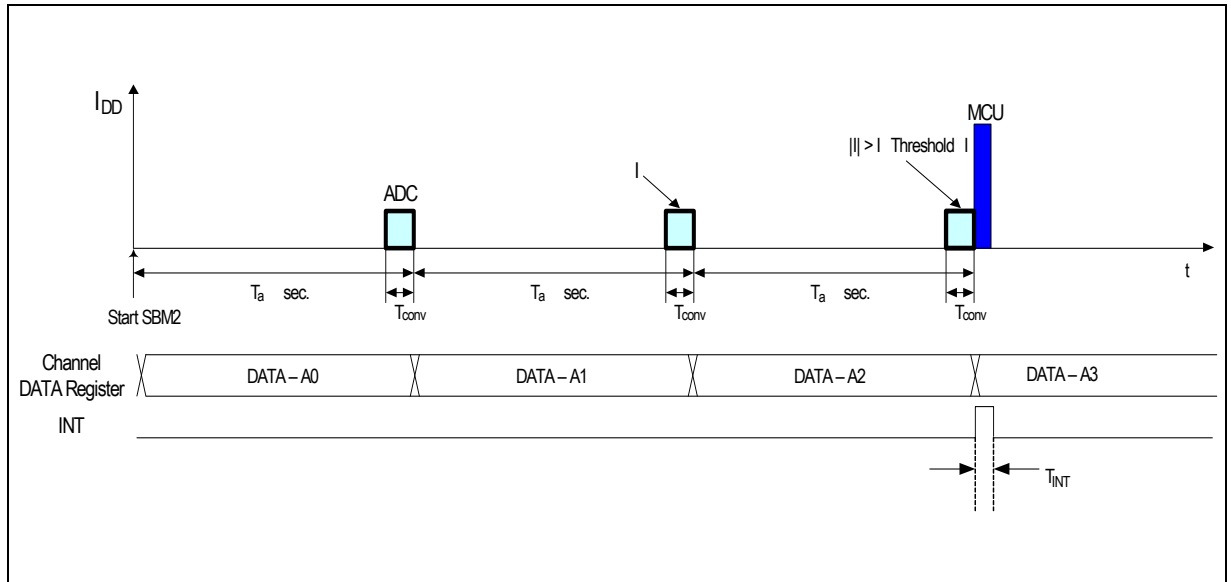 I DD
MCU
|I| > I Threshold I
I
ADC
t
Ta sec.
Ta sec.
Ta sec.
Tconv
Tconv
Tconv
Start SBM2
Channel
DATA Register
DATA – A0
DATA – A1
DATA – A2
DATA – A3
INT
TINT